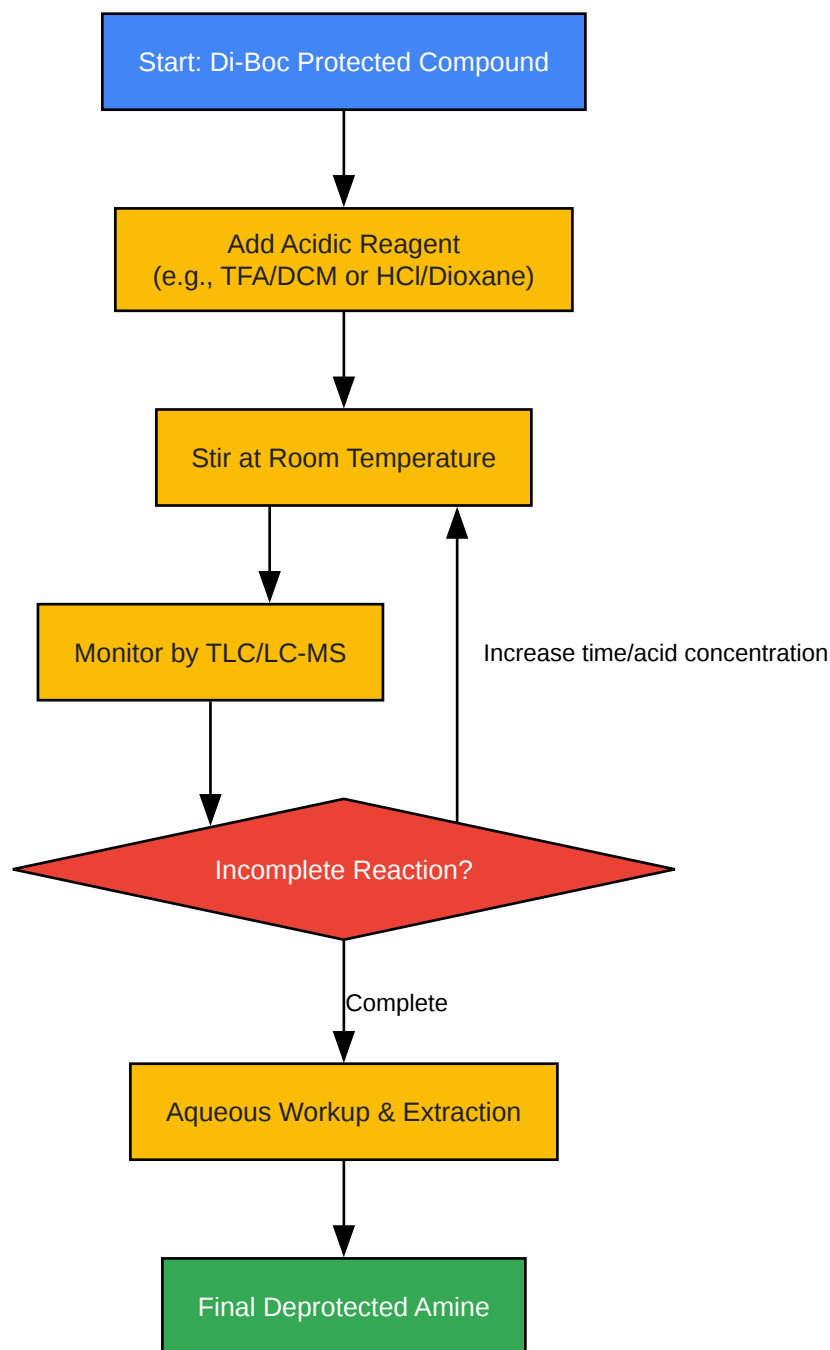 Start: Di-Boc Protected Compound
Add Acidic Reagent
(e.g., TFA/DCM or HCl/Dioxane)
Stir at Room Temperature
Monitor by TLC/LC-MS
Increase time/acid concentration
Incomplete Reaction?
Complete
Aqueous Workup & Extraction
Final Deprotected Amine